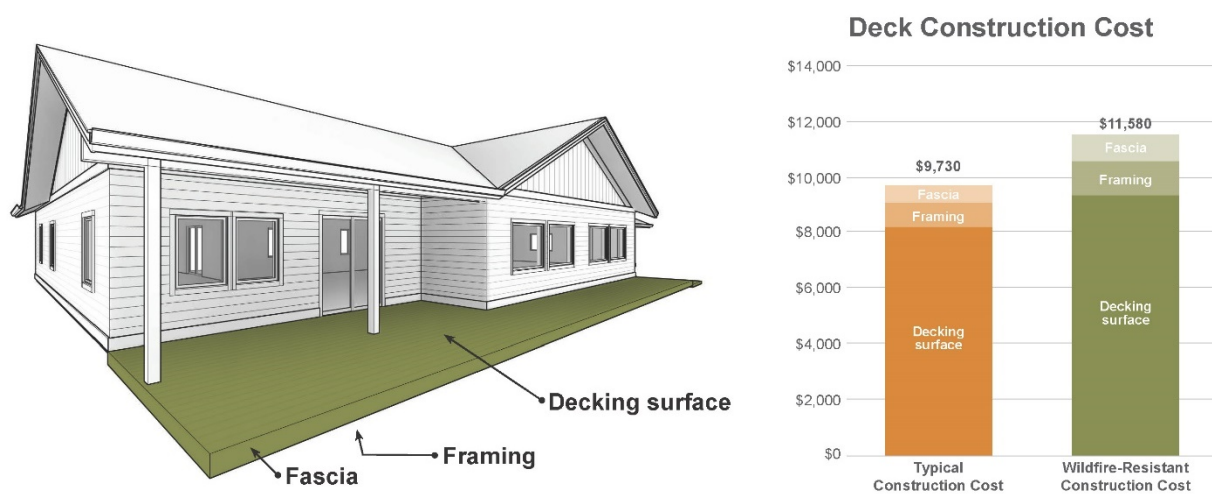 Decking surface
Framing
Fascia
Deck Construction Cost
$14,000
$12,000
$10,000
$8,000
$6,000
$4,000
$2,000
$0
$9,730
Fascia
Framing
Decking
surface
$11,580
Fascia
Framing
Decking
surface
Typical
Construction Cost
Wildfire-Resistant
Construction Cost